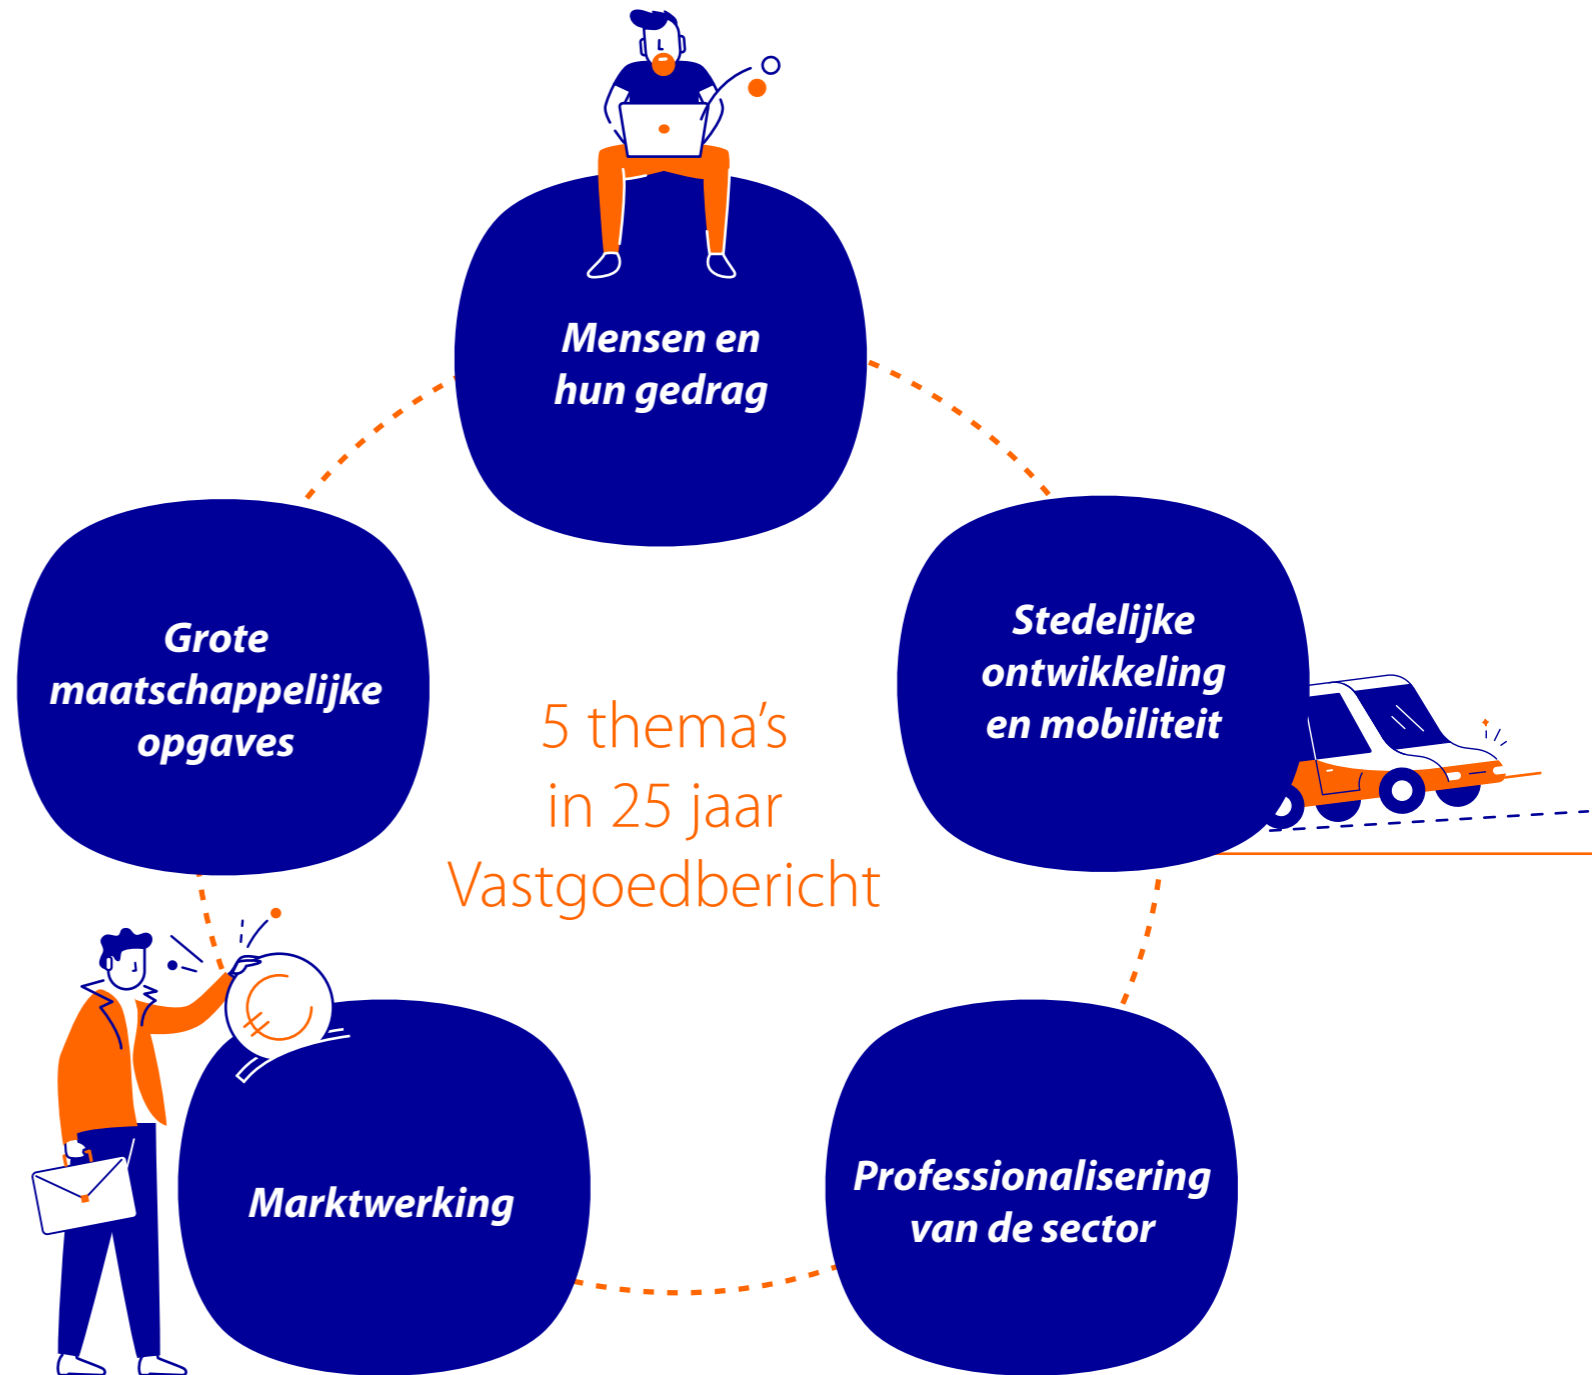 Mensen en
hun gedrag
Grote
maatschappelijke
opgaves
Stedelijke
ontwikkeling
en mobiliteit
5 thema's
in 25 jaar
Vastgoedbericht
Marktwerking
Professionalisering
van de sector